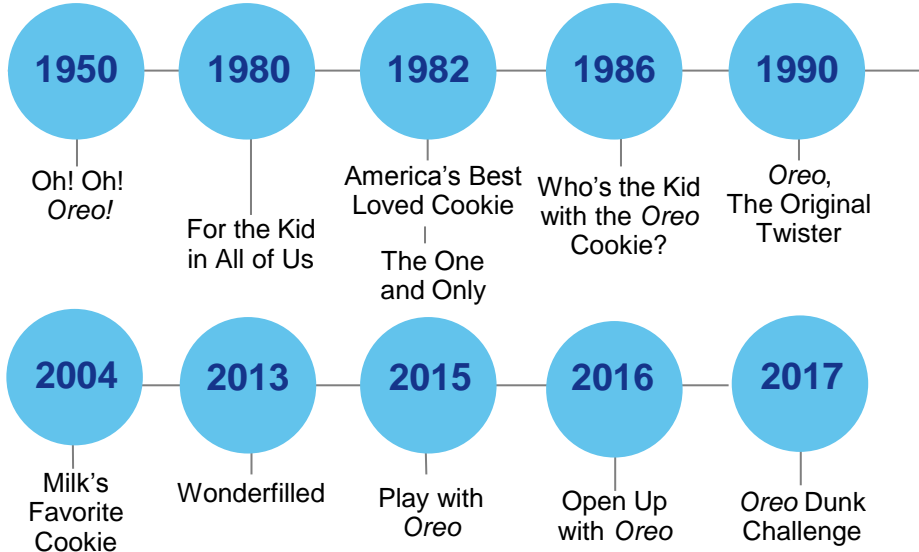 1950
1980
1982
1986
1990
Oh! Oh!
Oreo!
For the Kid
in All of Us
America's Best
Loved Cookie
The One
and Only
Who's the Kid
with the Oreo
Cookie?
Oreo,
The Original
Twister
2004
2013
2015
2016
2017
Milk's
Favorite
Cookie
Wonderfilled
Play with
Oreo
Open Up
with Oreo
Oreo Dunk
Challenge